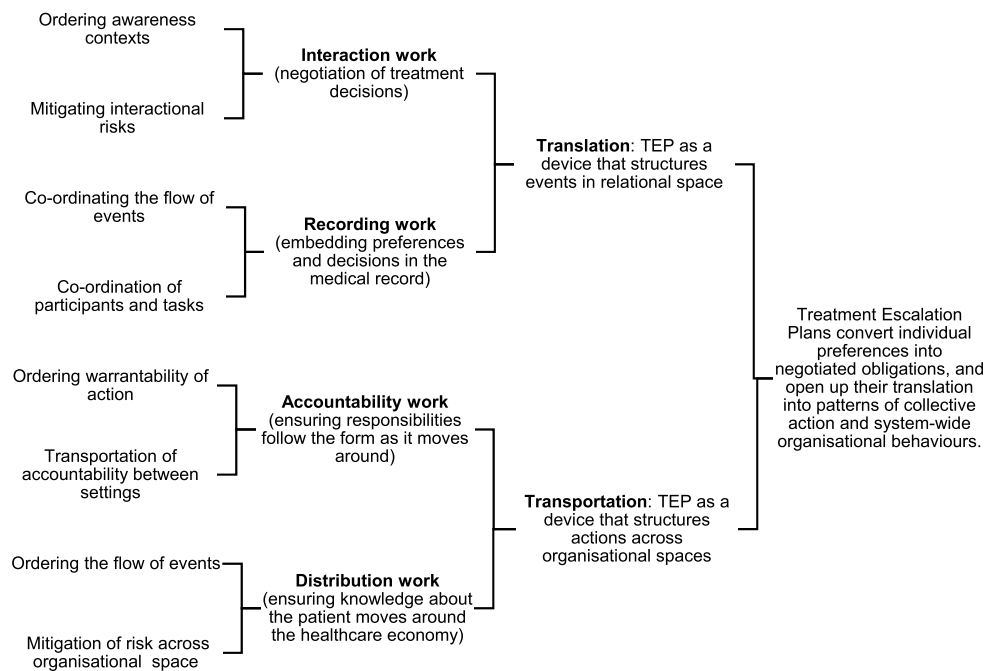 Ordering awareness
contexts
Mitigating interactional
risks
Interaction work
(negotiation of treatment
decisions)
Co-ordinating the flow of
events
Co-ordination of
participants and tasks
Recording work
(embedding preferences
and decisions in the
medical record)
Translation: TEP as a
device that structures
events in relational space
Ordering warrantability of
action
Transportation of
accountability between
settings
Accountability work
(ensuring responsibilities
follow the form as it moves
around)
Ordering the flow of events
Mitigation of risk across
organisational  space
Distribution work
(ensuring knowledge about
the patient moves around
the healthcare economy)
Transportation: TEP as a
device that structures
actions across
organisational spaces
Treatment Escalation
Plans convert individual
preferences into
negotiated obligations, and
open up their translation
into patterns of collective
action and system-wide
organisational behaviours.